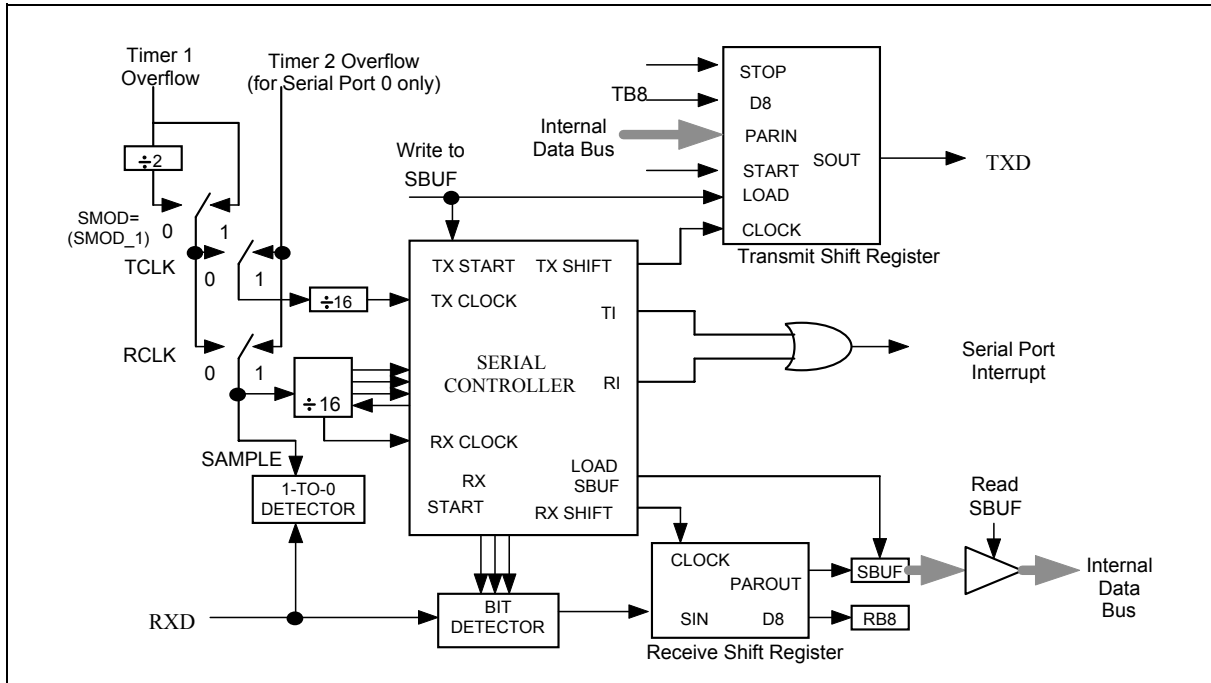 Timer 1
Overflow
Timer 2 Overflow
(for Serial Port 0 only)
÷2
SMOD=
(SMOD_1)
0
1
TCLK
0
1
÷16
RCLK
0
1
÷16
SAMPLE
1-TO-0
DETECTOR
RXD
Write to
SBUF
TX START
TX SHIFT
TX CLOCK
TI
SERIAL
CONTROLLER
RI
RX CLOCK
LOAD
SBUF
RX
START
RX SHIFT
BIT
DETECTOR
TB8
Internal
Data Bus
STOP
D8
PARIN
SOUT
START
LOAD
CLOCK
Transmit Shift Register
TXD
Serial Port
Interrupt
CLOCK
PAROUT
SIN
D8
Receive Shift Register
SBUF
RB8
Read
SBUF
Internal
Data
Bus